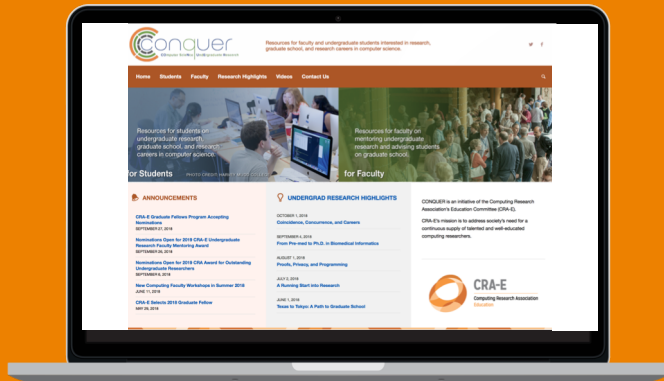 Conquer
Resources for faculty and undergraduate students interested in research,
graduate school, and research careers in computer science.
Home Students Faculty Research Highlights Videos Contact Us
Resources for students on
undergraduate research,
graduate school, and research
careers in computer science.
for Students
Resources for faculty on
mentoring undergraduate
research and advising students
on graduate school.
for Faculty
ANNOUNCEMENTS
CRA-E Graduate Fellows Program Accepting
Nominations
SEPTEMBER 27, 2018
Nominations Open for 2019 CRA-E Undergraduate
Research Faculty Mentoring Award
SEPTEMBER 26, 2018
Nominations Open for 2019 CRA Award for Outstanding
Undergraduate Researchers
New Computing Faculty Workshops in Summer 2018
JUNE 11, 2018
CRA-E Selects 2018 Graduate Fellow
MAY 29, 2018
UNDERGRAD RESEARCH HIGHLIGHTS
OCTOBER 1, 2018
Coincidence, Concurrence, and Careers
SEPTEMBER 4, 2018
From Pre-med to Ph.D. in Biomedical Informatics
AUGUST 1, 2018
Proofs, Privacy, and Programming
JULY 2, 2018
A Running Start into Research
JUNE 1, 2018
Texas to Tokyo: A Path to Graduate School
CONQUER is an initiative of the Computing Research
Association's Education Committee (CRA-E).
CRA-E's mission is to address society's need for a
continuous supply of talented and well-educated
computing researchers.
CRA-E
Computing Research Association
Education